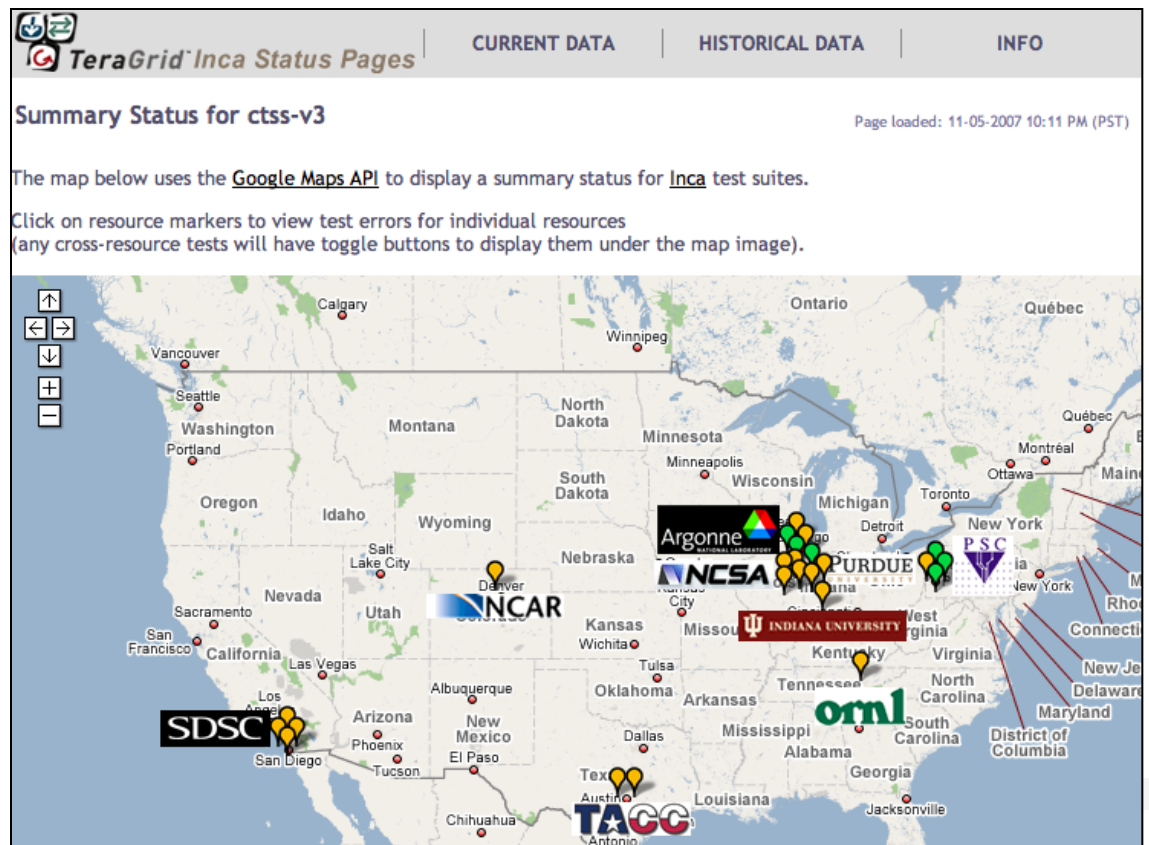 TeraGrid™ Inca Status Pages
CURRENT DATA
HISTORICAL DATA
INFO
Summary Status for ctss-v3
Page loaded: 11-05-2007 10:11 PM (PST)
The map below uses the Google Maps API to display a summary status for Inca test suites.
Click on resource markers to view test errors for individual resources
(any cross-resource tests will have toggle buttons to display them under the map image).
Calgary
Ontario
Québec
Winnipeg
Vancouver
Seattle
Washington
Montana
North
Dakota
Minnesota
Québec
Portland
Minneapolis
Montréal
Ottawa
Maine
Oregon
Idaho
South
Dakota
Wisconsin
Michigan
Toronto
Wyoming
Detroit
New York
Argonne
NATIONAL LABORATORY
PSC
Salt
Lake City
Nebraska
NCSA
PURDUE
UNIVERSITY
New York
Nevada
Denver
NCAR
City
Sacramento
Utah
Kansas
INDIANA UNIVERSITY
West
San
Francisco
California
Wichita
Kentucky
Virginia
Las Vegas
Tulsa
Tennessee
Albuquerque
Oklahoma
Arkansas
North
Carolina
Delaware
Los
SDSC
Arizona
New
Mexico
ornl
Maryland
Phoenix
Dallas
Mississippi
South
Carolina
District of
Columbia
San Diego
El Paso
Alabama
Tucson
Georgia
Austin
Louisiana
Jacksonville
Chihuahua
TACC
Antonio